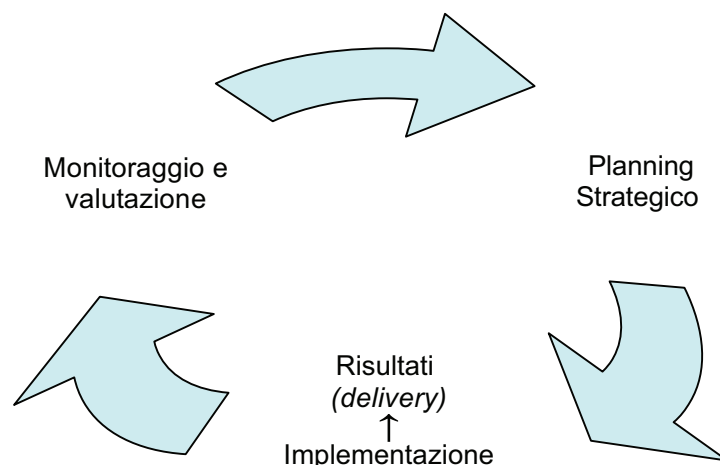 Monitoraggio e
valutazione
Planning
Strategico
Risultati
(delivery)
↑
Implementazione